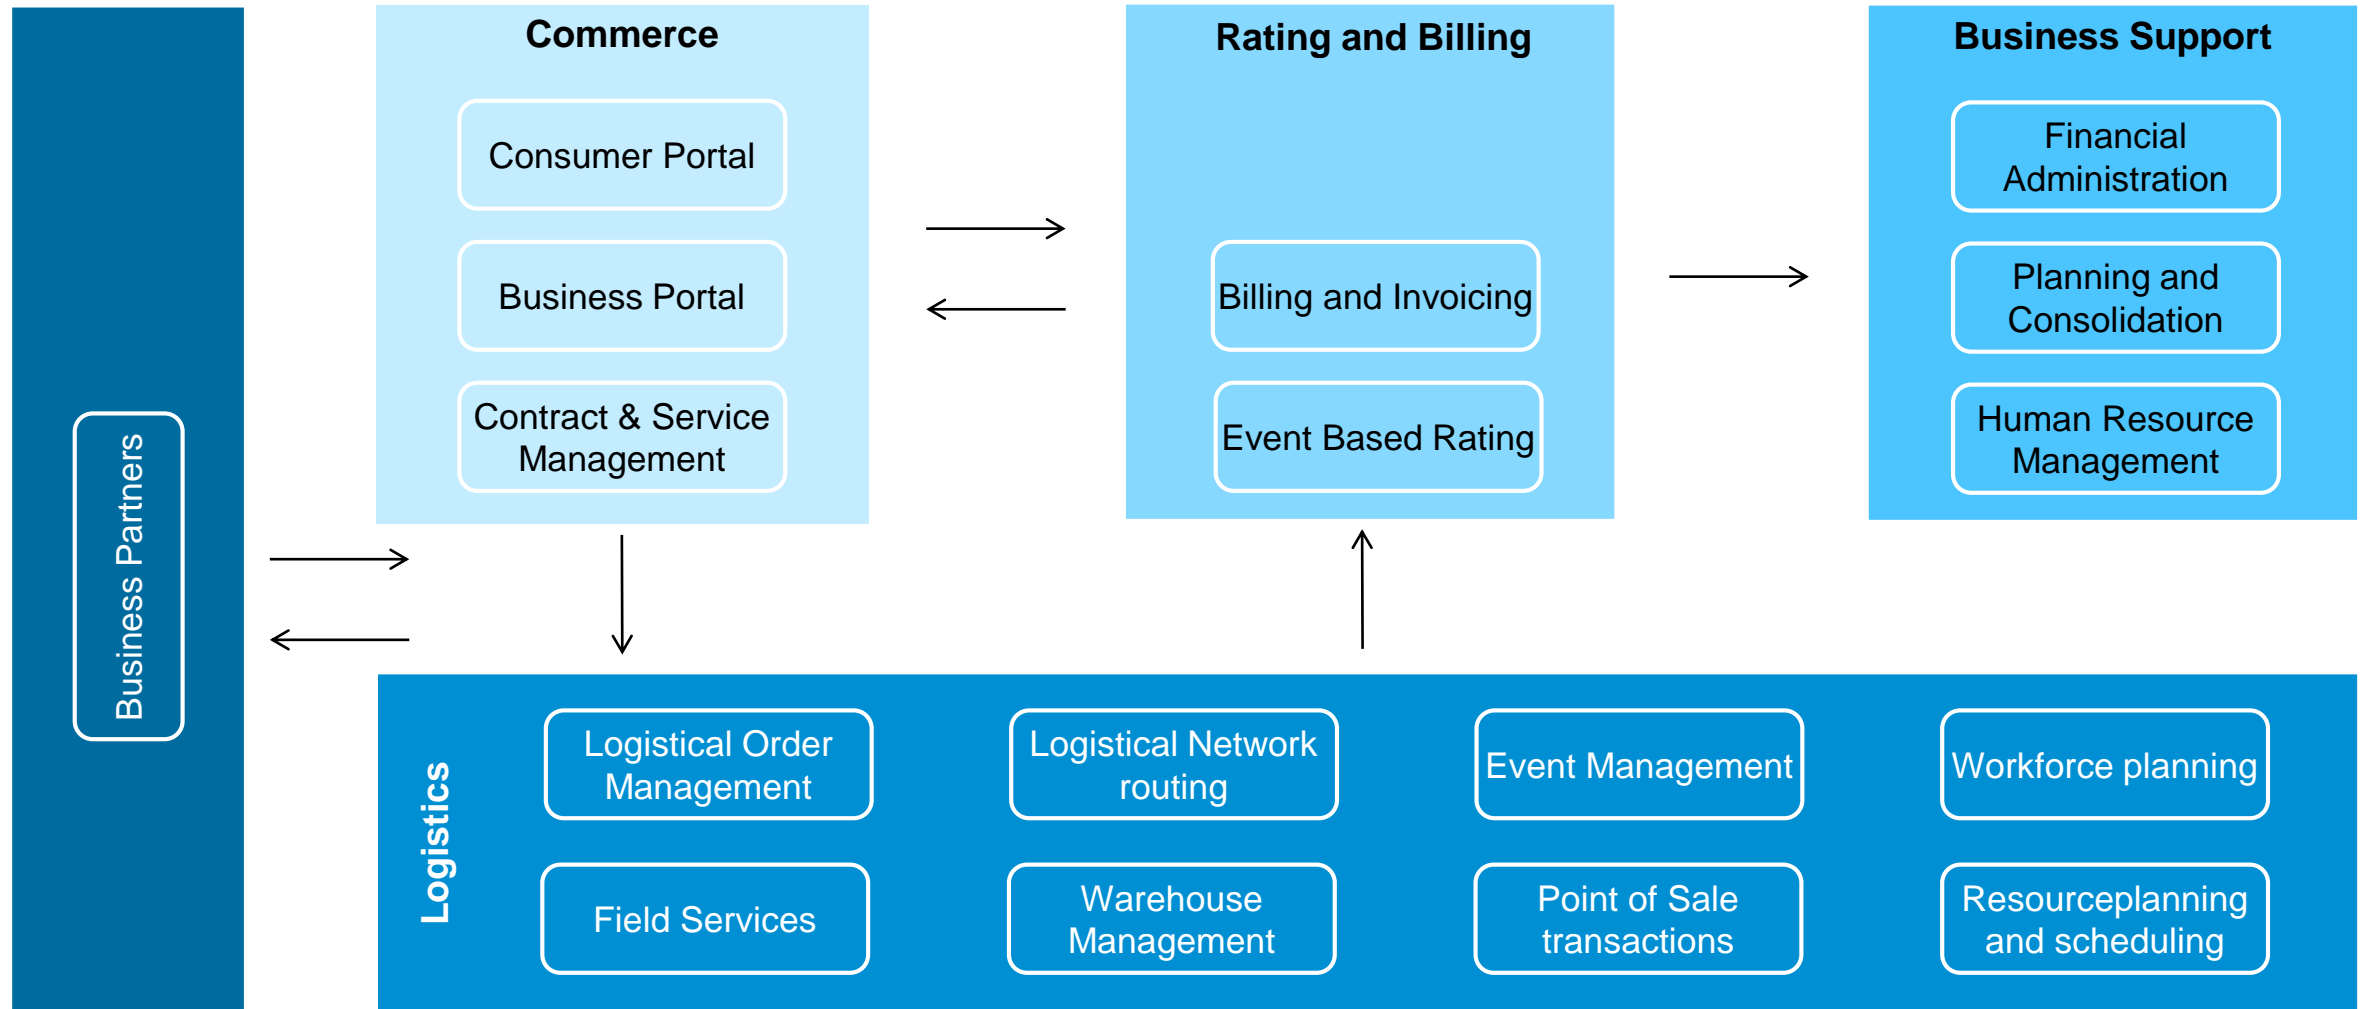 Business Partners
Commerce
Consumer Portal
Business Portal
Contract & Service
Management
Rating and Billing
Billing and Invoicing
Event Based Rating
Business Support
Financial
Administration
Planning and
Consolidation
Human Resource
Management
Logistics
Logistical Order
Management
Logistical Network
routing
Event Management
Workforce planning
Field Services
Warehouse
Management
Point of Sale
transactions
Resourceplanning
and scheduling